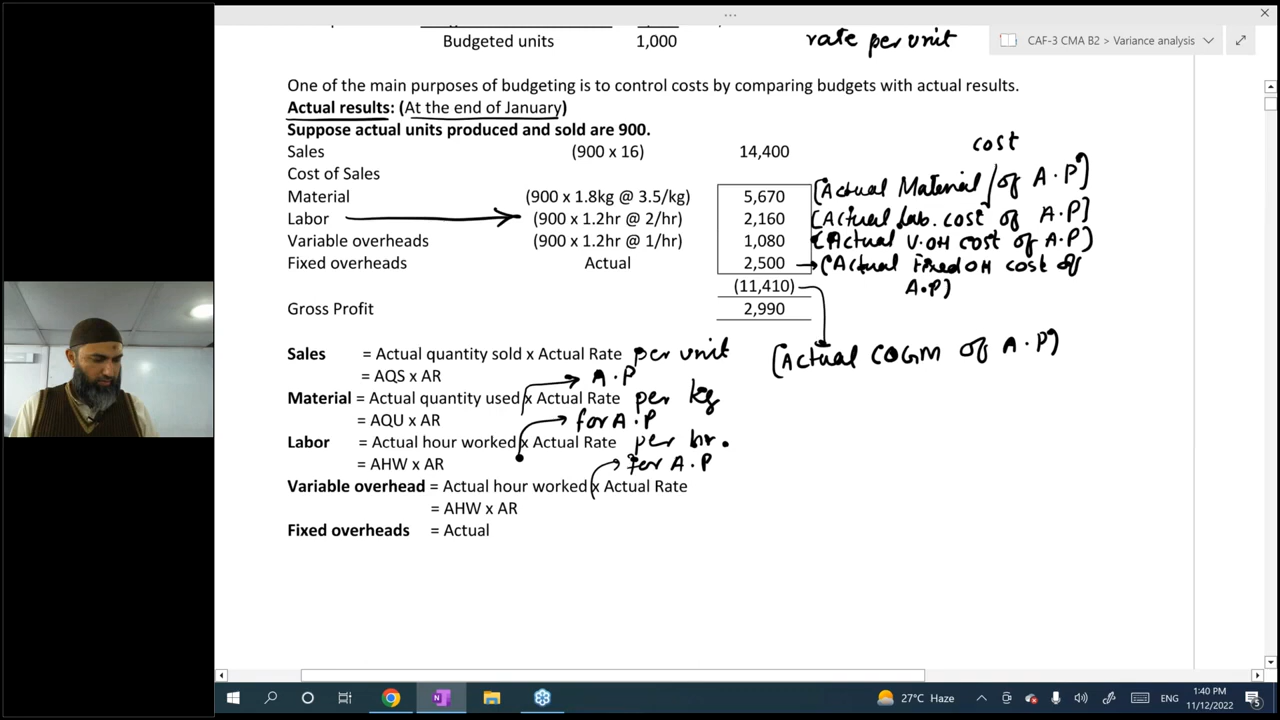 Budgeted units 1,000 rate per unit
CAF-3 CMA B2 > Variance analysis
One of the main purposes of budgeting is to control costs by comparing budgets with actual results.
Actual results: (At the end of January)
Suppose actual units produced and sold are 900.
cost
Sales (900 x 16) 14,400
Cost of Sales
Material (900 x 1.8kg @ 3.5/kg) 5,670 [Actual Material / of A.P]
Labor (900 x 1.2hr @ 2/hr) 2,160 [Actual Lab. cost of A.P]
Variable overheads (900 x 1.2hr @ 1/hr) 1,080 (Actual V.OH cost of A.P)
Fixed overheads Actual 2,500 (Actual Fixed OH cost of
A.P)
(11,410)
Gross Profit 2,990
Sales = Actual quantity sold x Actual Rate per unit [Actual COGM of A.P)
= AQS x AR A.P
Material = Actual quantity used x Actual Rate per kg
= AQU x AR for A.P
Labor = Actual hour worked x Actual Rate per hr.
= AHW x AR for A.P
Variable overhead = Actual hour worked x Actual Rate
= AHW x AR
Fixed overheads = Actual
27°C Haze ENG 1:40 PM
11/12/2022 5